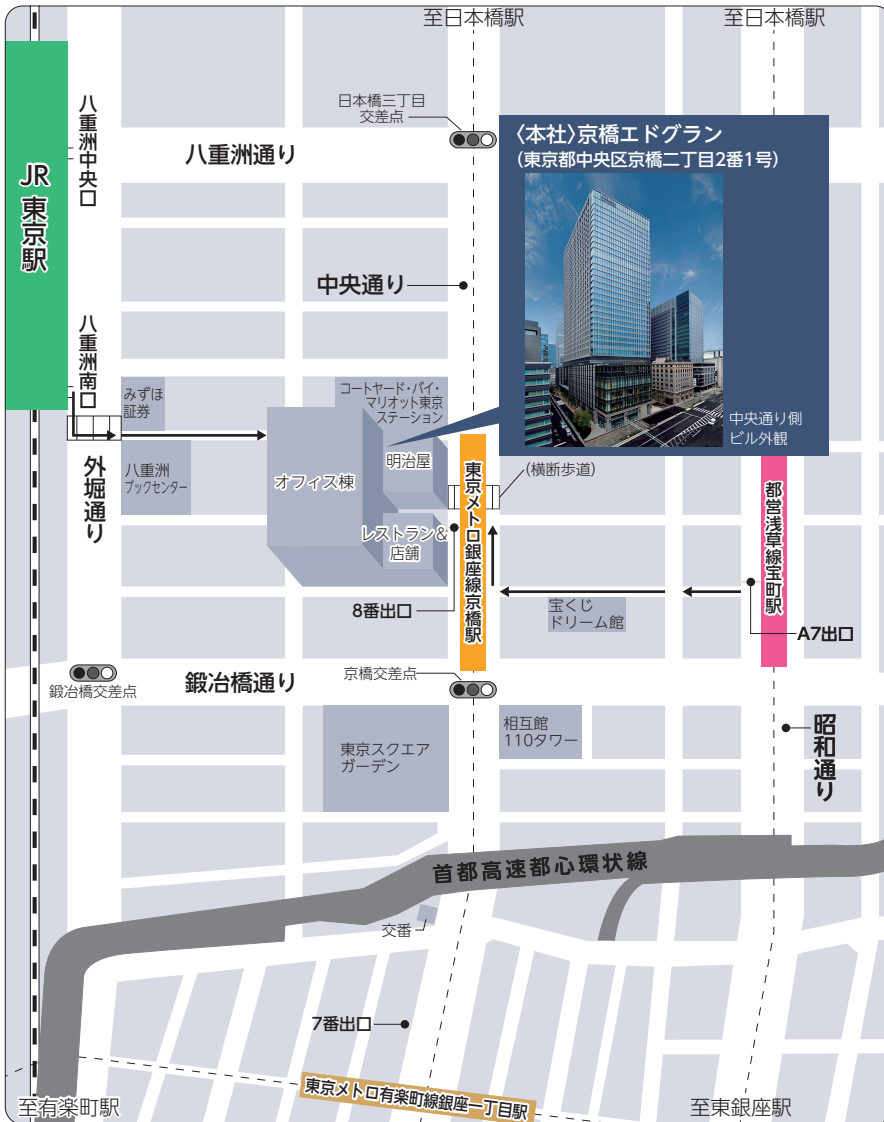 至日本橋駅
至日本橋駅
日本橋三丁目
交差点
八重洲中央口
八重洲通り
〈本社〉京橋エドグラン
(東京都中央区京橋二丁目2番1号)
JR 東京駅
中央通り
八重洲南口
みずほ
証券
コートヤード・バイ・
マリオット東京
ステーション
中央通り側
ビル外観
外堀通り
八重洲
ブックセンター
オフィス棟
明治屋
(横断歩道)
東京メトロ銀座線京橋駅
都営浅草線宝町駅
レストラン&
店舗
8番出口
宝くじ
ドリーム館
A7出口
鍛冶橋交差点
鍛冶橋通り
京橋交差点
相互館
110タワー
昭和通り
東京スクエア
ガーデン
首都高速都心環状線
交番
7番出口
東京メトロ有楽町線銀座一丁目駅
至有楽町駅
至東銀座駅